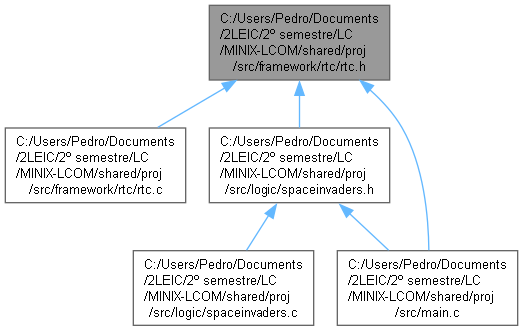 C:/Users/Pedro/Documents
/2LEIC/2º semestre/LC
/MINIX-LCOM/shared/proj
/src/framework/rtc/rtc.h
C:/Users/Pedro/Documents
/2LEIC/2º semestre/LC
/MINIX-LCOM/shared/proj
/src/framework/rtc/rtc.c
C:/Users/Pedro/Documents
/2LEIC/2º semestre/LC
/MINIX-LCOM/shared/proj
/src/logic/spaceinvaders.h
C:/Users/Pedro/Documents
/2LEIC/2º semestre/LC
/MINIX-LCOM/shared/proj
/src/logic/spaceinvaders.c
C:/Users/Pedro/Documents
/2LEIC/2º semestre/LC
/MINIX-LCOM/shared/proj
/src/main.c